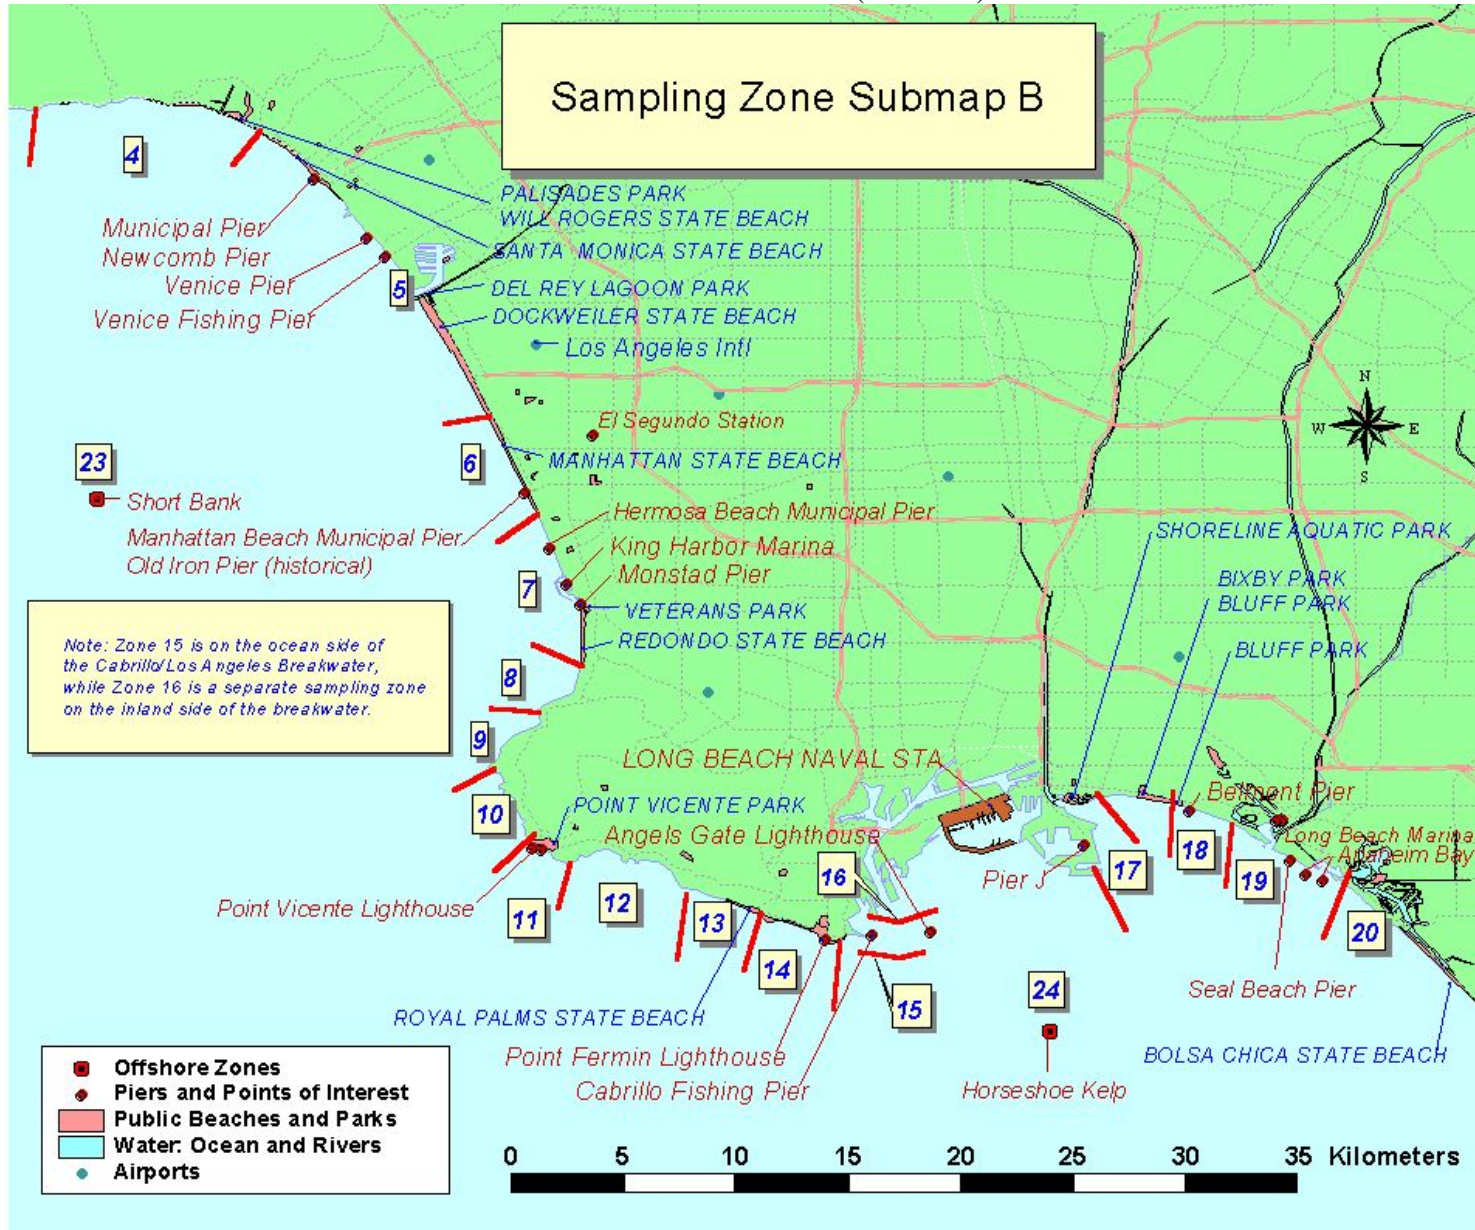 Sampling Zone Submap B
4
PALISADES PARK
WILL ROGERS STATE BEACH
Municipal Pier
Newcomb Pier
SANTA MONICA STATE BEACH
Venice Pier
5
DEL REY LAGOON PARK
Venice Fishing Pier
DOCKWEILER STATE BEACH
Los Angeles Intl
N
W
E
S
El Segundo Station
23
6
MANHATTAN STATE BEACH
Short Bank
Hermosa Beach Municipal Pier
Manhattan Beach Municipal Pier
Old Iron Pier (historical)
SHORELINE AQUATIC PARK
King Harbor Marina
7
Monstad Pier
BIXBY PARK
BLUFF PARK
VETERANS PARK
REDONDO STATE BEACH
BLUFF PARK
Note: Zone 15 is on the ocean side of
the Cabrillo/Los Angeles Breakwater,
while Zone 16 is a separate sampling zone
on the inland side of the breakwater.
8
9
LONG BEACH NAVAL STA
10
POINT VICENTE PARK
Belmont Pier
Angels Gate Lighthouse
Long Beach Marina
Anaheim Bay
16
Pier J
17
18
19
Point Vicente Lighthouse
11
12
13
20
14
15
24
Seal Beach Pier
ROYAL PALMS STATE BEACH
Point Fermin Lighthouse
BOLSA CHICA STATE BEACH
Cabrillo Fishing Pier
Horseshoe Kelp
Offshore Zones
Piers and Points of Interest
Public Beaches and Parks
Water: Ocean and Rivers
Airports
0 5 10 15 20 25 30 35 Kilometers